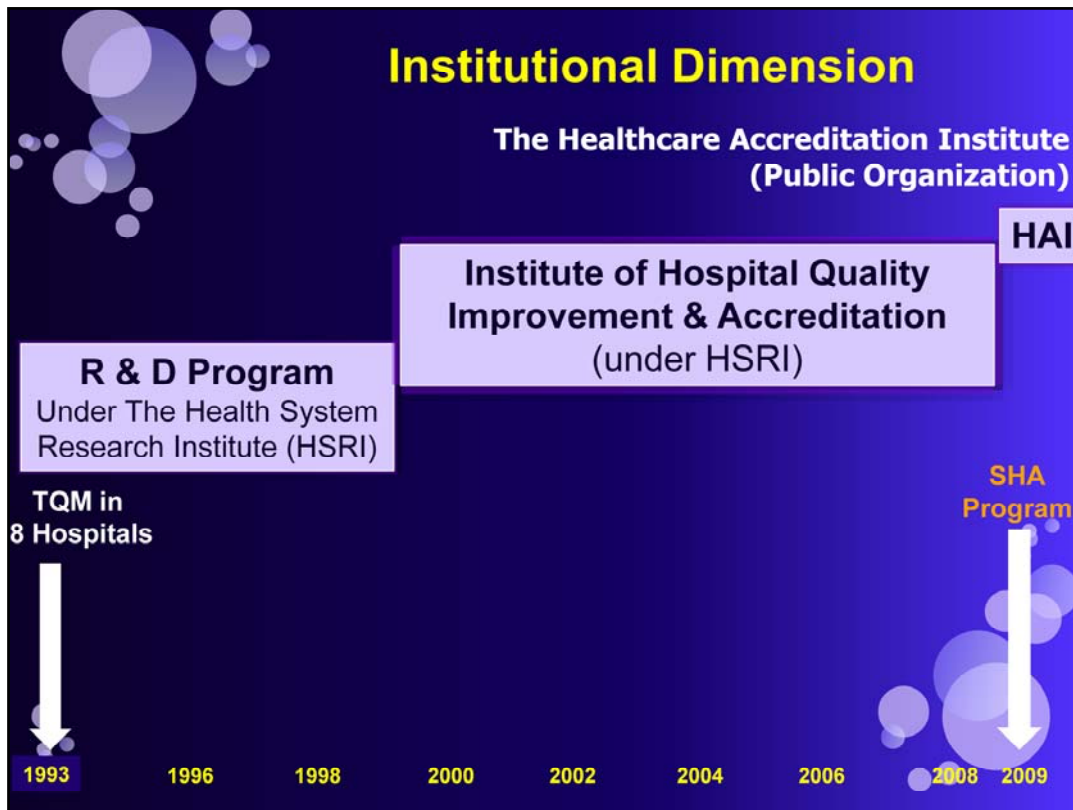 Institutional Dimension
The Healthcare Accreditation Institute
(Public Organization)
HAI
Institute of Hospital Quality
Improvement & Accreditation
(under HSRI)
R & D Program
Under The Health System
Research Institute (HSRI)
TQM in
8 Hospitals
SHA
Program
1993 1996 1998 2000 2002 2004 2006 2008 2009